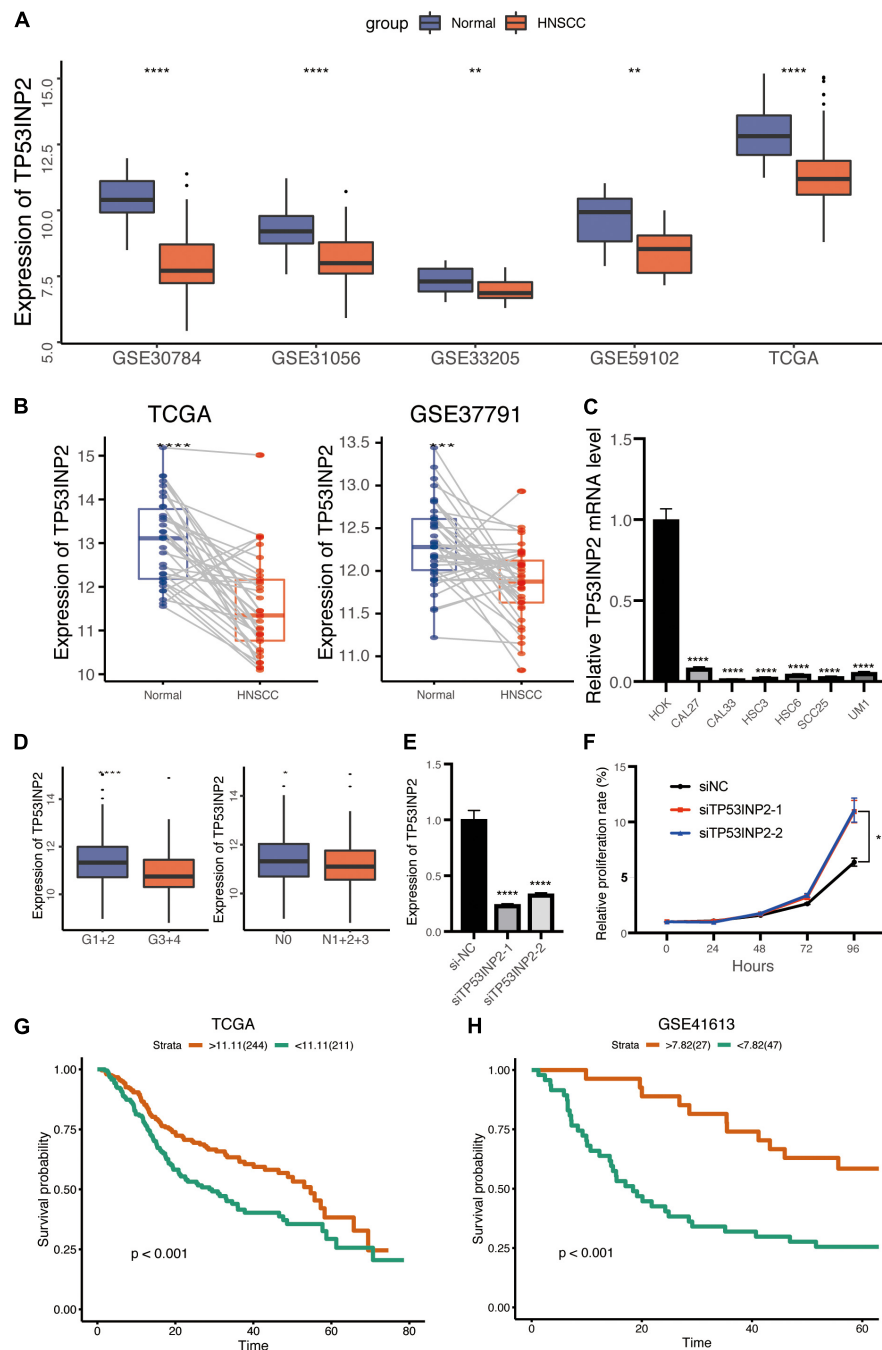 A
group Normal HNSCC
Expression of TP53INP2
15.0
12.5
10.0
7.5
5.0
**** **** ** ** ****
GSE30784 GSE31056 GSE33205 GSE59102 TCGA
B
TCGA
Expression of TP53INP2
15
14
13
12
11
10
****
Normal HNSCC
GSE37791
Expression of TP53INP2
13.5
13.0
12.5
12.0
11.5
11.0
***
Normal HNSCC
C
Relative TP53INP2 mRNA level
1.5
1.0
0.5
0.0
**** **** **** **** **** ****
HOK CAL27 CAL33 HSC3 HSC6 SCC25 UM1
D
Expression of TP53INP2
14
12
10
****
G1+2 G3+4
Expression of TP53INP2
14
12
10
*
N0 N1+2+3
E
Expression of TP53INP2
1.5
1.0
0.5
0.0
**** ****
si-NC siTP53INP2-1 siTP53INP2-2
F
Relative proliferation rate (%)
15
10
5
0
siNC
siTP53INP2-1
siTP53INP2-2
*
0 24 48 72 96
Hours
G
TCGA
Strata >11.11(244) <11.11(211)
Survival probability
1.00
0.75
0.50
0.25
0.00
p < 0.001
0 20 40 60 80
Time
H
GSE41613
Strata >7.82(27) <7.82(47)
Survival probability
1.00
0.75
0.50
0.25
0.00
p < 0.001
0 20 40 60
Time